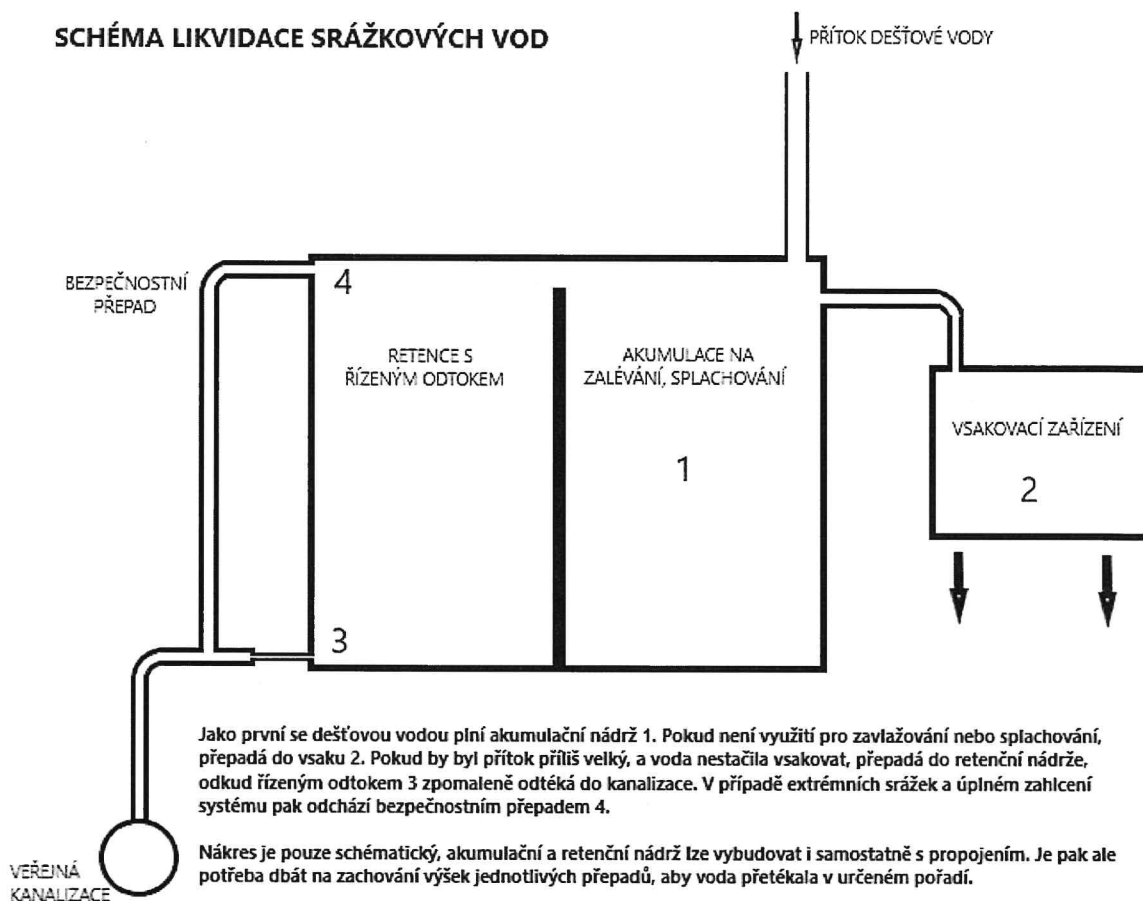 SCHÉMA LIKVIDACE SRÁŽKOVÝCH VOD
PŘÍTOK DEŠŤOVÉ VODY
BEZPEČNOSTNÍ
PŘEPAD
4
RETENCE S
ŘÍZENÝM ODTOKEM
AKUMULACE NA
ZALÉVÁNÍ, SPLACHOVÁNÍ
1
VSAKOVACÍ ZAŘÍZENÍ
2
3
Jako první se dešťovou vodou plní akumulační nádrž 1. Pokud není využití pro zavlažování nebo splachování,
přepadá do vsaku 2. Pokud by byl přítok příliš velký, a voda nestačila vsakovat, přepadá do retenční nádrže,
odkud řízeným odtokem 3 zpomaleně odtéká do kanalizace. V případě extrémních srážek a úplném zahlcení
systému pak odchází bezpečnostním přepadem 4.
Nákres je pouze schématický, akumulační a retenční nádrž lze vybudovat i samostatně s propojením. Je pak ale
potřeba dbát na zachování výšek jednotlivých přepadů, aby voda přetékala v určeném pořadí.
VEŘEJNÁ
KANALIZACE